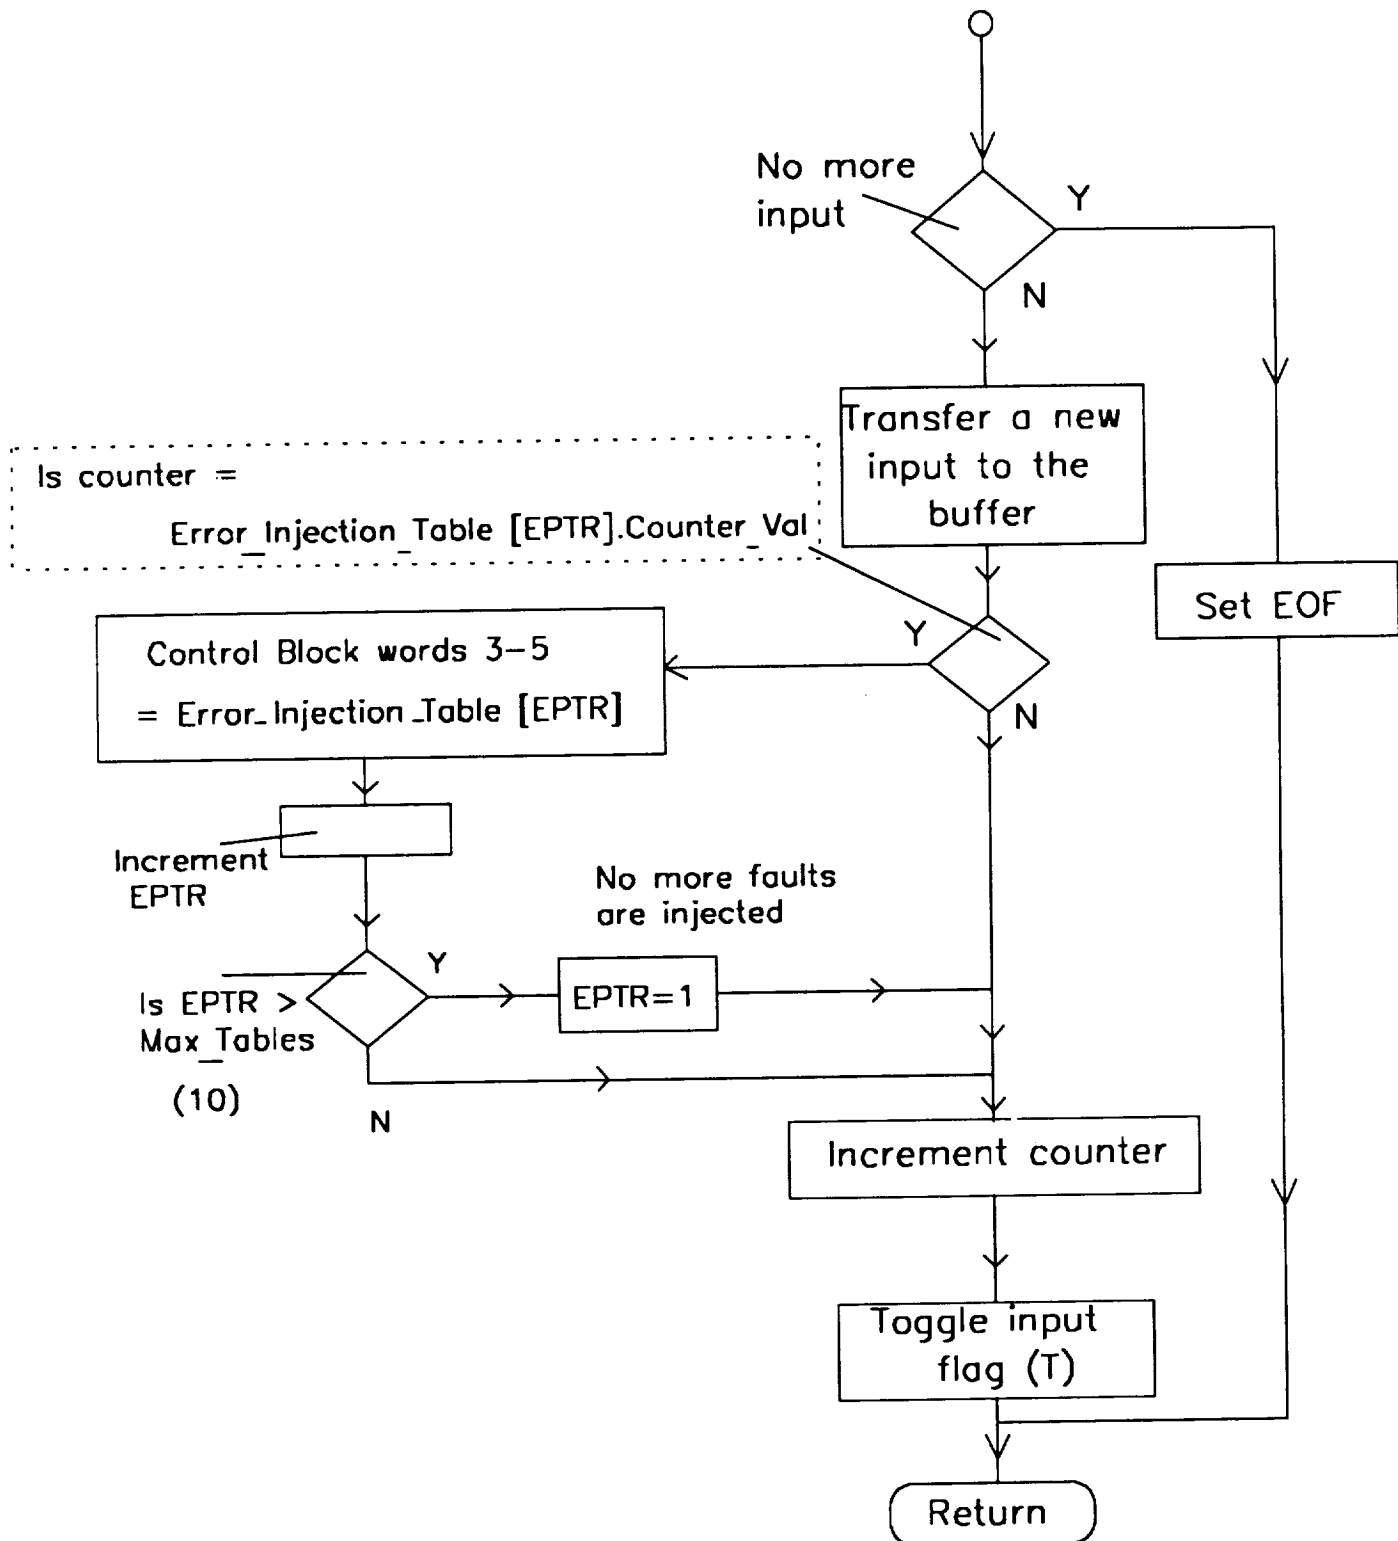 No more
input
Y
N
Transfer a new
input to the
buffer
Is counter =
Error_Injection_Table [EPTR].Counter_Val
Set EOF
Y
N
Control Block words 3-5
= Error_Injection_Table [EPTR]
Increment
EPTR
No more faults
are injected
Y
Is EPTR >
Max_Tables
(10)
EPTR=1
N
Increment counter
Toggle input
flag (T)
Return